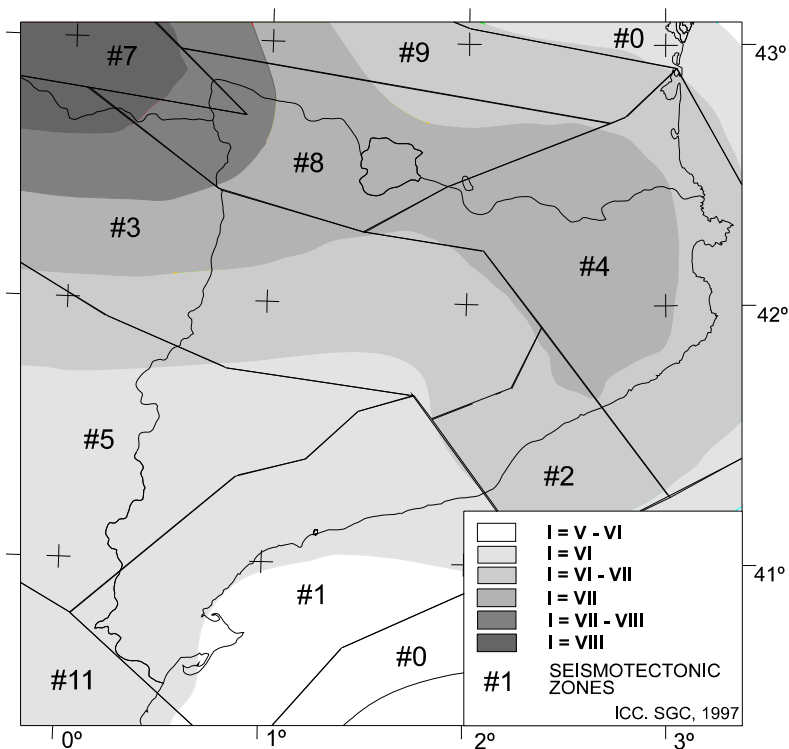 #7
#9
#0
43º
#8
#3
#4
42º
#5
#2
I = V - VI
I = VI
I = VI - VII
41º
#1
I = VII
I = VII - VIII
I = VIII
#0
#11
#1 SEISMOTECTONIC
ZONES
ICC. SGC, 1997
0º
1º
2º
3º